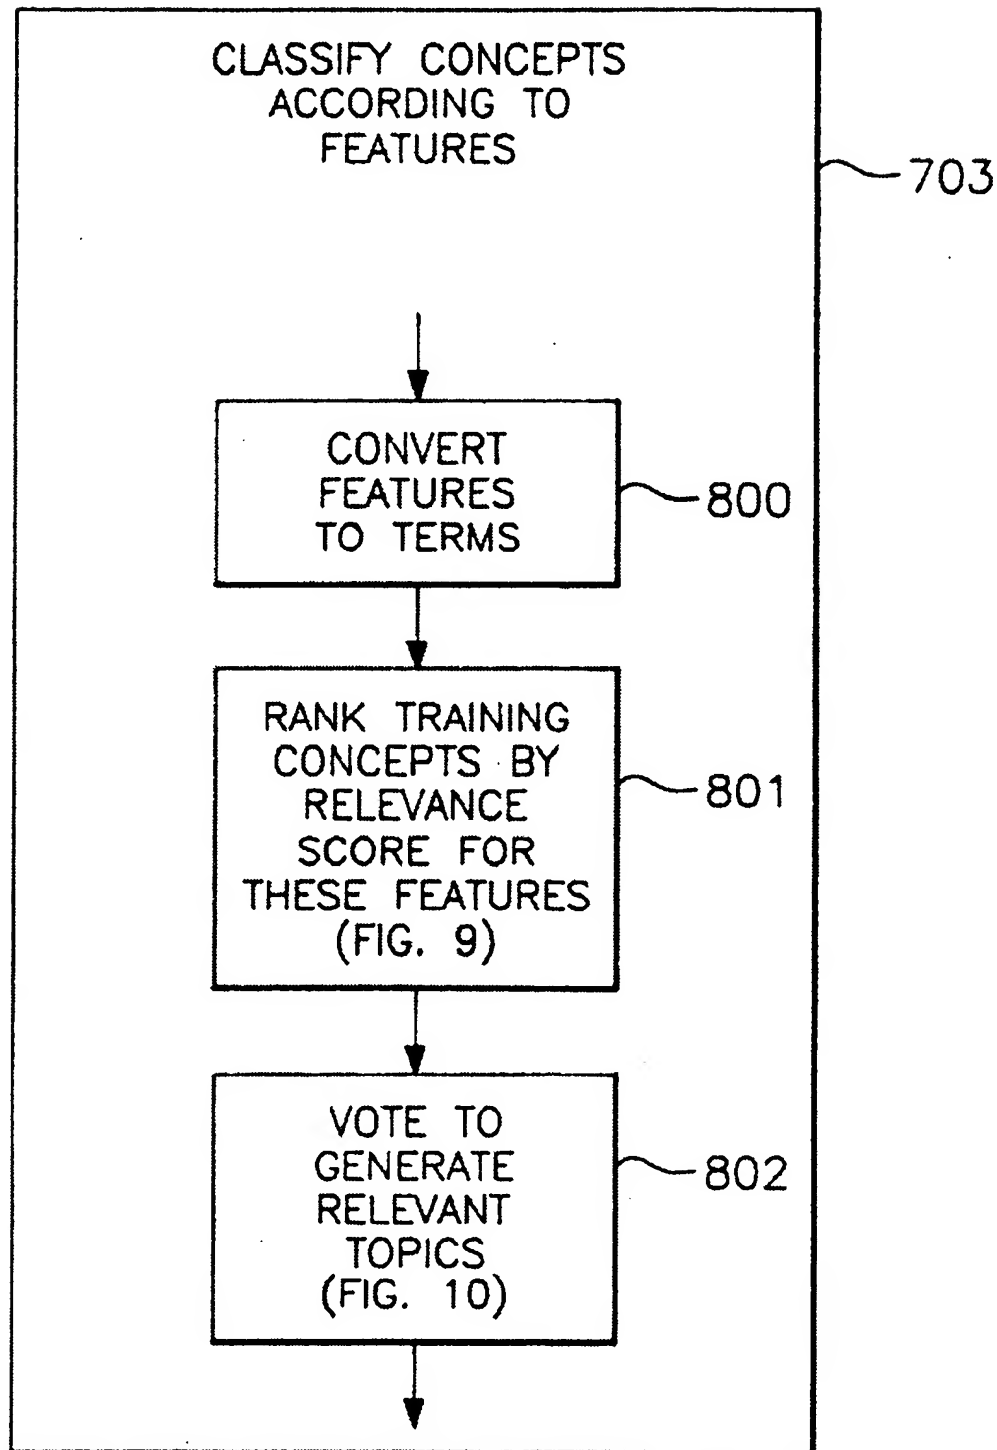 CLASSIFY CONCEPTS
ACCORDING TO
FEATURES
703
CONVERT
FEATURES
TO TERMS
800
RANK TRAINING
CONCEPTS BY
RELEVANCE
SCORE FOR
THESE FEATURES
(FIG. 9)
801
VOTE TO
GENERATE
RELEVANT
TOPICS
(FIG. 10)
802